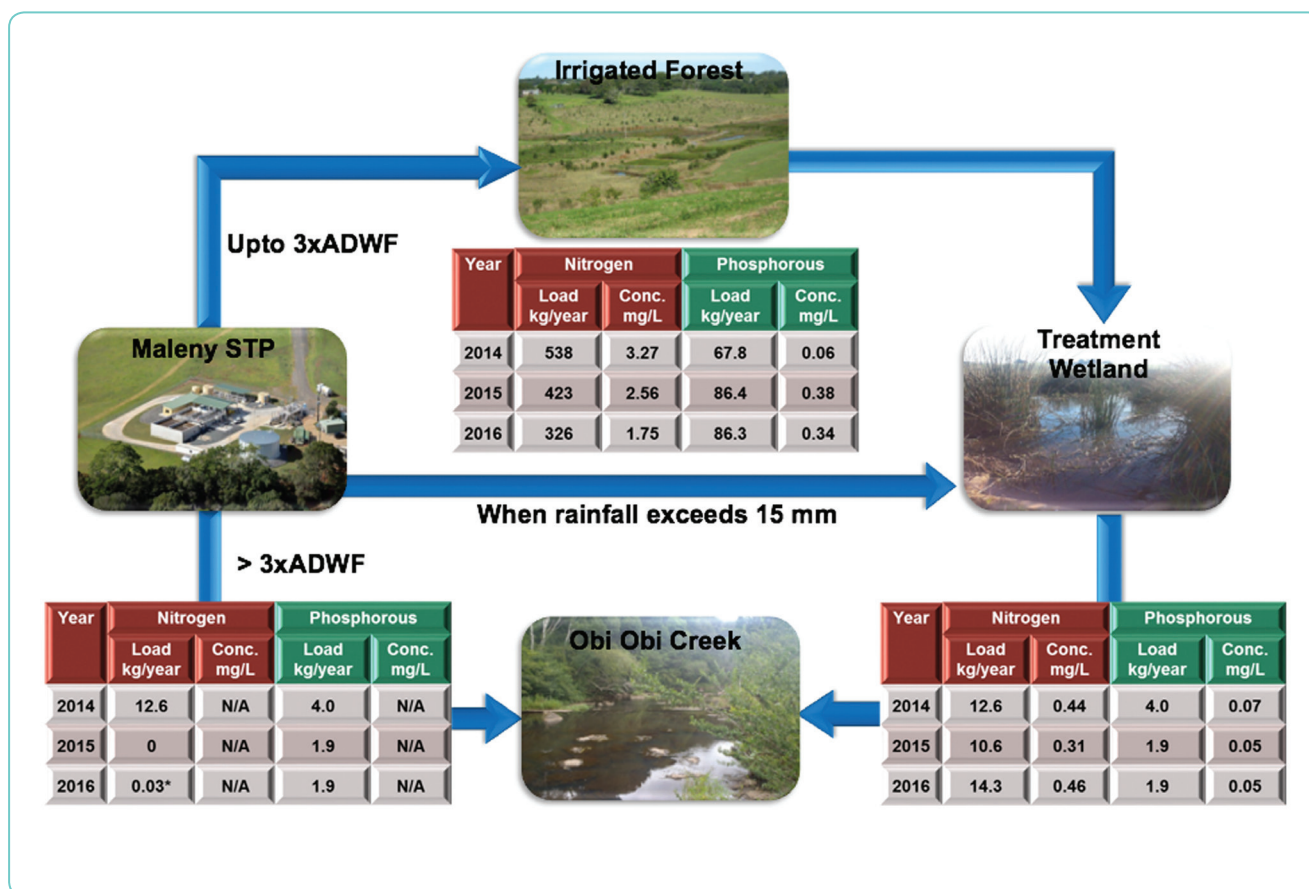 Irrigated Forest
Upto 3xADWF
Year Nitrogen Phosphorous
Load kg/year Conc. mg/L Load kg/year Conc. mg/L
2014 538 3.27 67.8 0.06
2015 423 2.56 86.4 0.38
2016 326 1.75 86.3 0.34
Maleny STP
Treatment
Wetland
When rainfall exceeds 15 mm
> 3xADWF
Year Nitrogen Phosphorous
Load kg/year Conc. mg/L Load kg/year Conc. mg/L
2014 12.6 N/A 4.0 N/A
2015 0 N/A 1.9 N/A
2016 0.03* N/A 1.9 N/A
Obi Obi Creek
Year Nitrogen Phosphorous
Load kg/year Conc. mg/L Load kg/year Conc. mg/L
2014 12.6 0.44 4.0 0.07
2015 10.6 0.31 1.9 0.05
2016 14.3 0.46 1.9 0.05